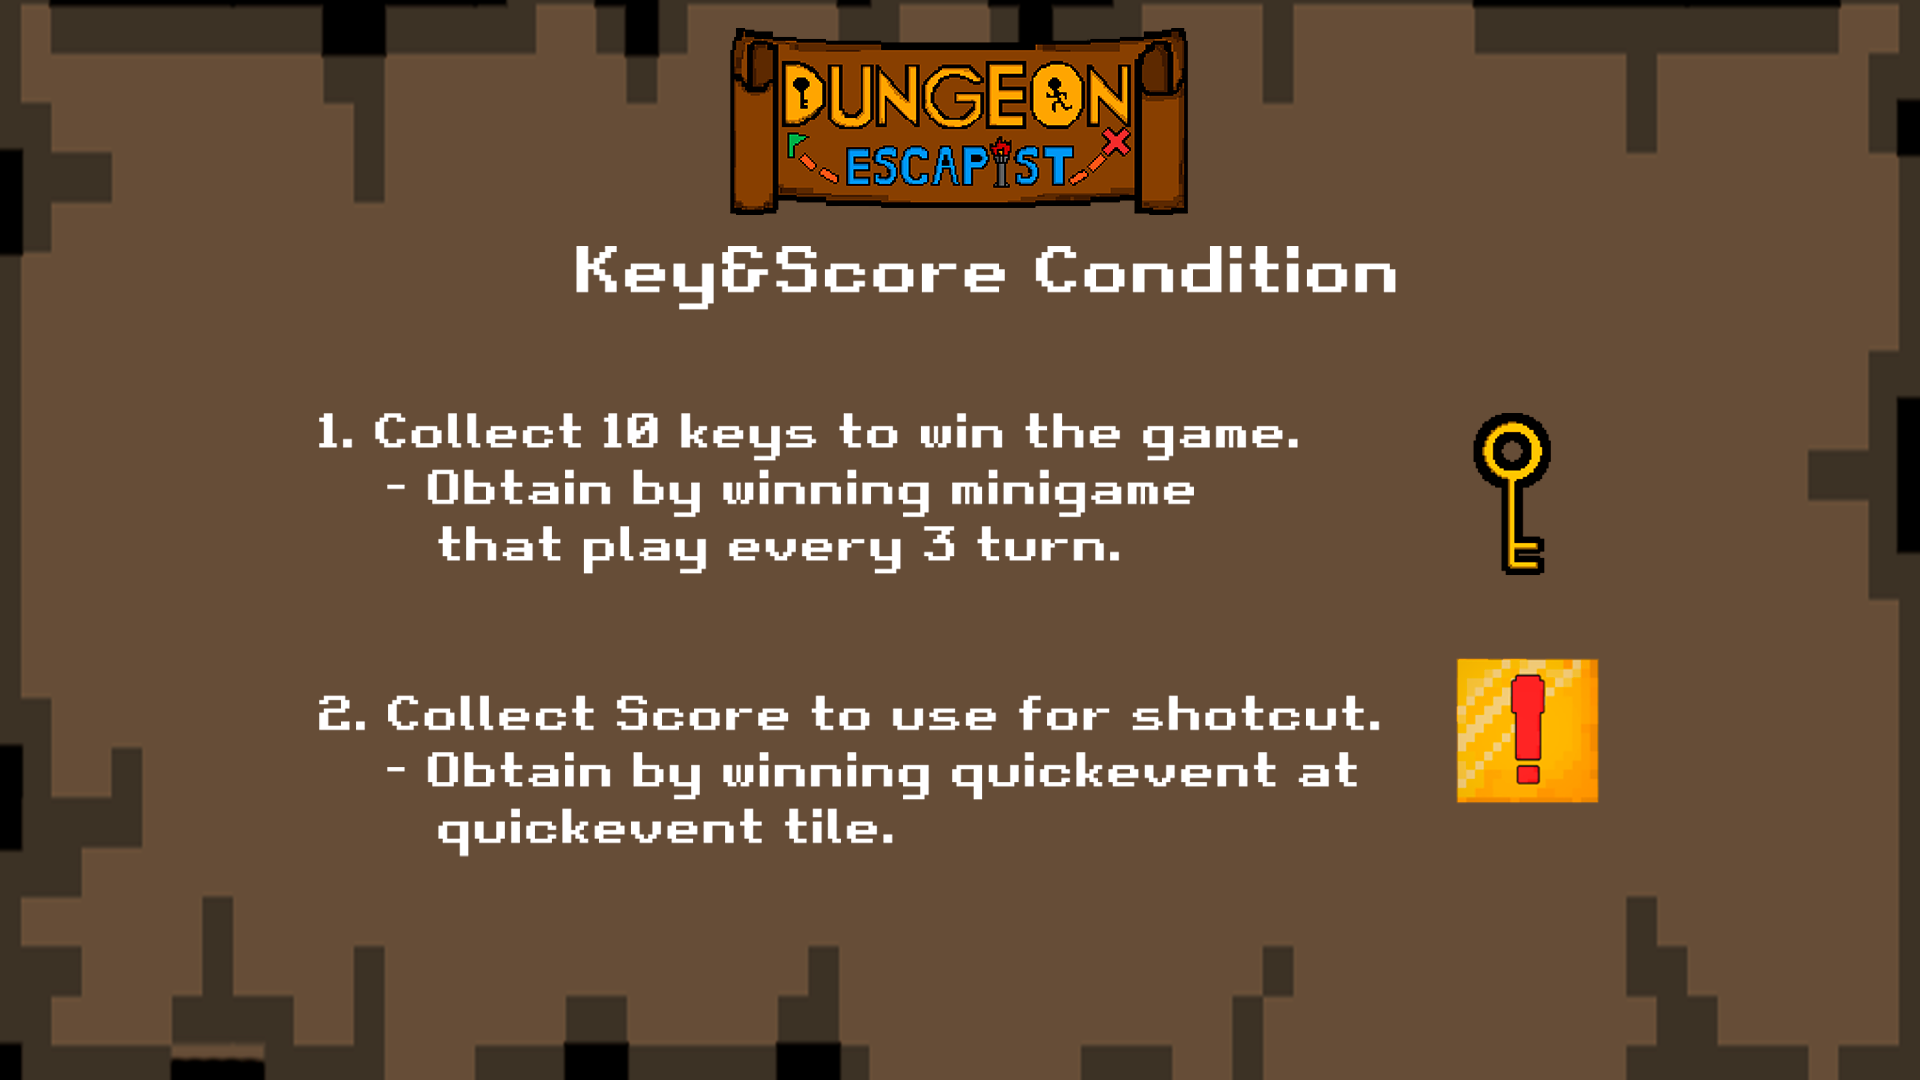 DUNGEON
ESCAPIST
Key&Score Condition
1. Collect 10 keys to win the game.
- Obtain by winning minigame
that play every 3 turn.
2. Collect Score to use for shotcut.
- Obtain by winning quickevent at
quickevent tile.